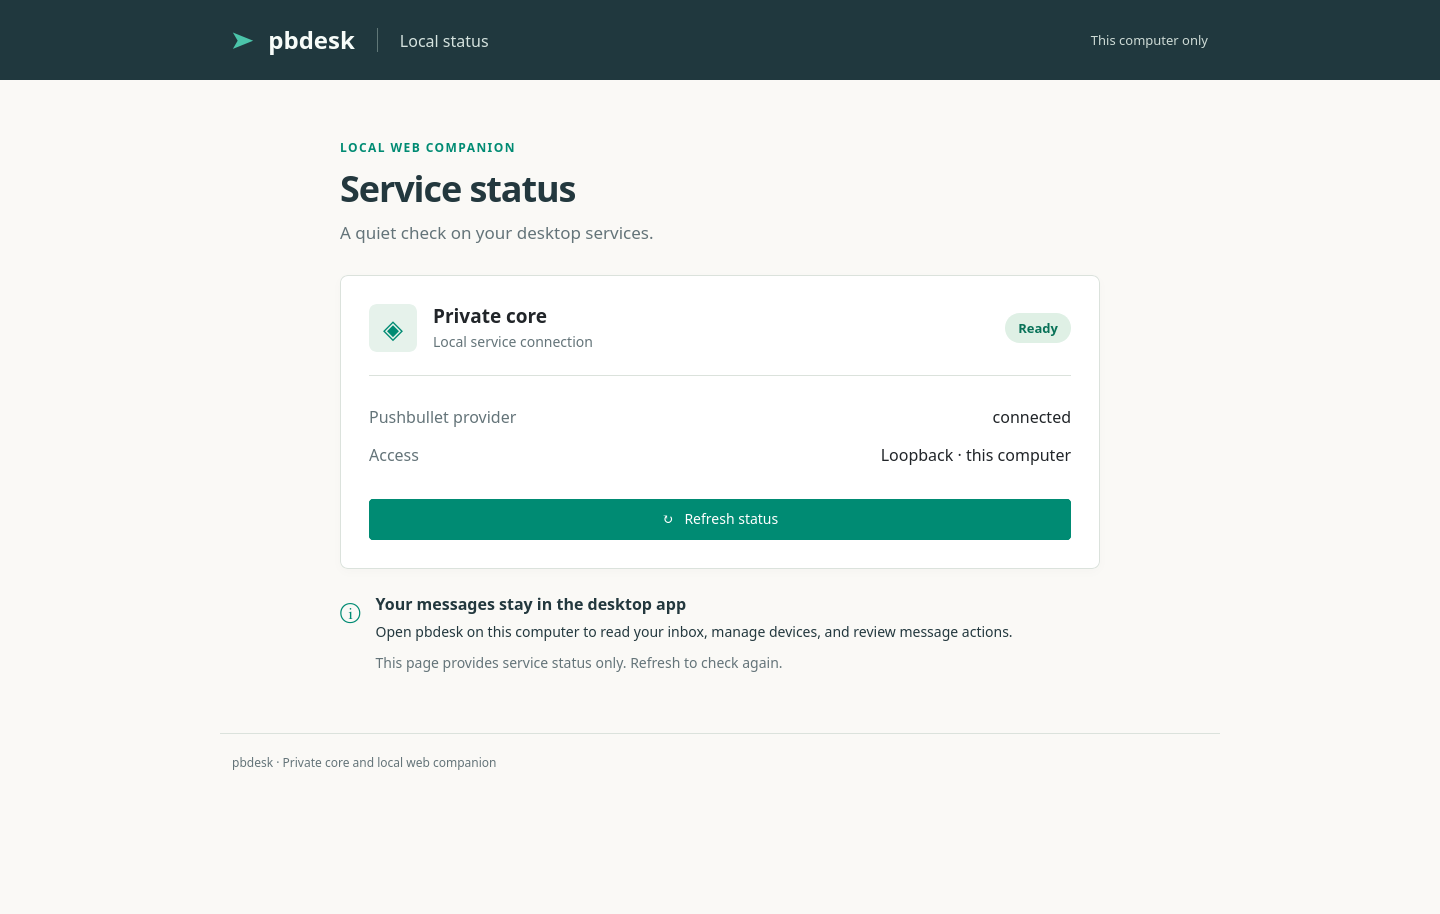 pbdesk
Local status
This computer only
LOCAL WEB COMPANION
Service status
A quiet check on your desktop services.
Private core
Local service connection
Ready
Pushbullet provider
connected
Access
Loopback · this computer
↻ Refresh status
Your messages stay in the desktop app
Open pbdesk on this computer to read your inbox, manage devices, and review message actions.
This page provides service status only. Refresh to check again.
pbdesk · Private core and local web companion